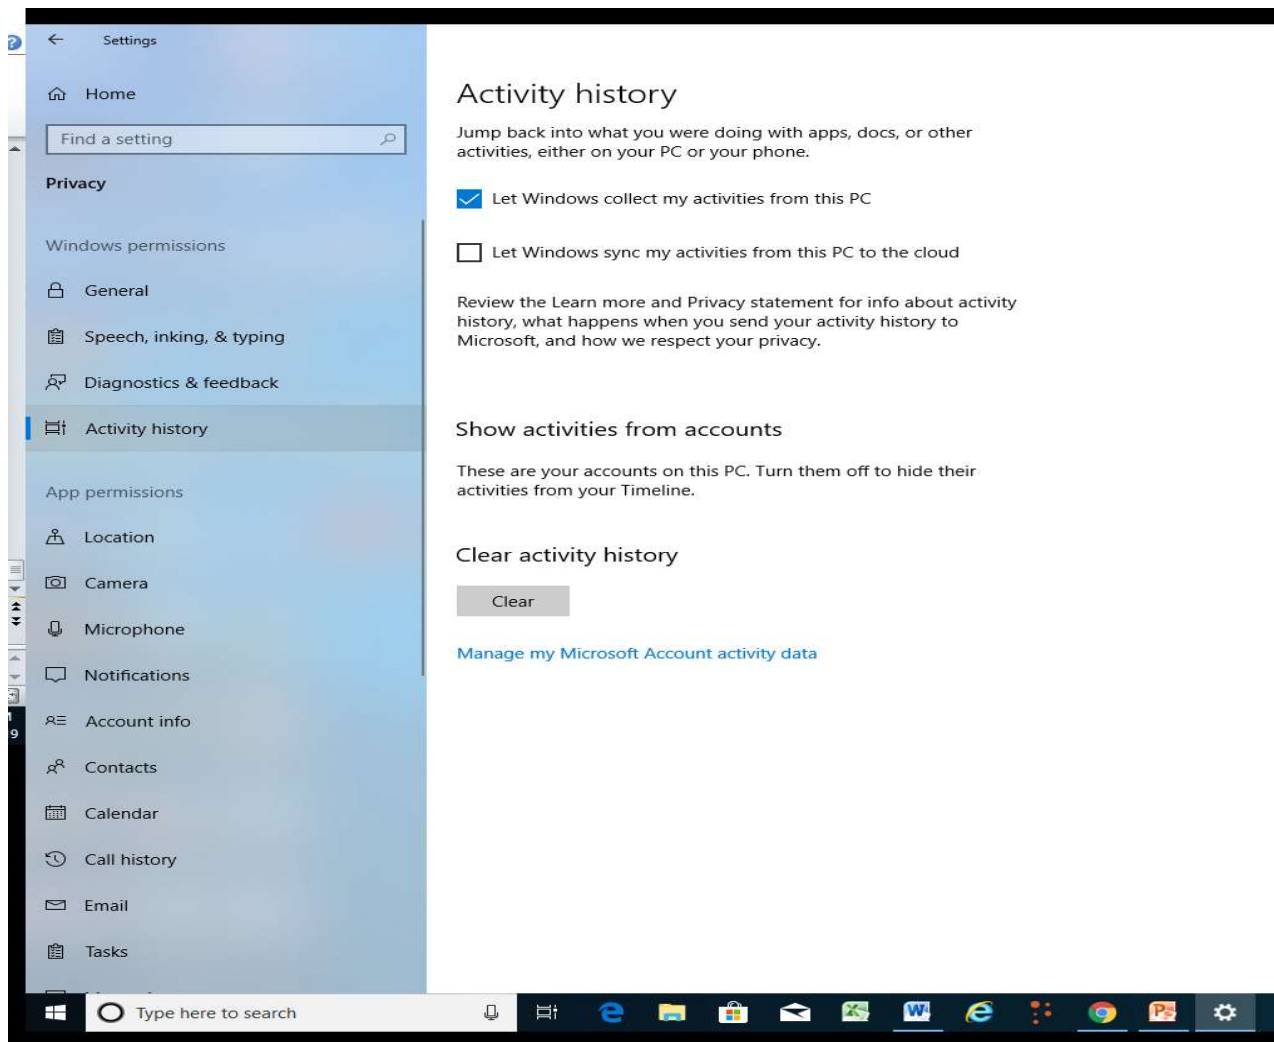 Settings
Home
Find a setting
Privacy
Windows permissions
General
Speech, inking, & typing
Diagnostics & feedback
Activity history
App permissions
Location
Camera
Microphone
Notifications
Account info
Contacts
Calendar
Call history
Email
Tasks
Activity history
Jump back into what you were doing with apps, docs, or other
activities, either on your PC or your phone.
Let Windows collect my activities from this PC
Let Windows sync my activities from this PC to the cloud
Review the Learn more and Privacy statement for info about activity
history, what happens when you send your activity history to
Microsoft, and how we respect your privacy.
Show activities from accounts
These are your accounts on this PC. Turn them off to hide their
activities from your Timeline.
Clear activity history
Clear
Manage my Microsoft Account activity data
Type here to search